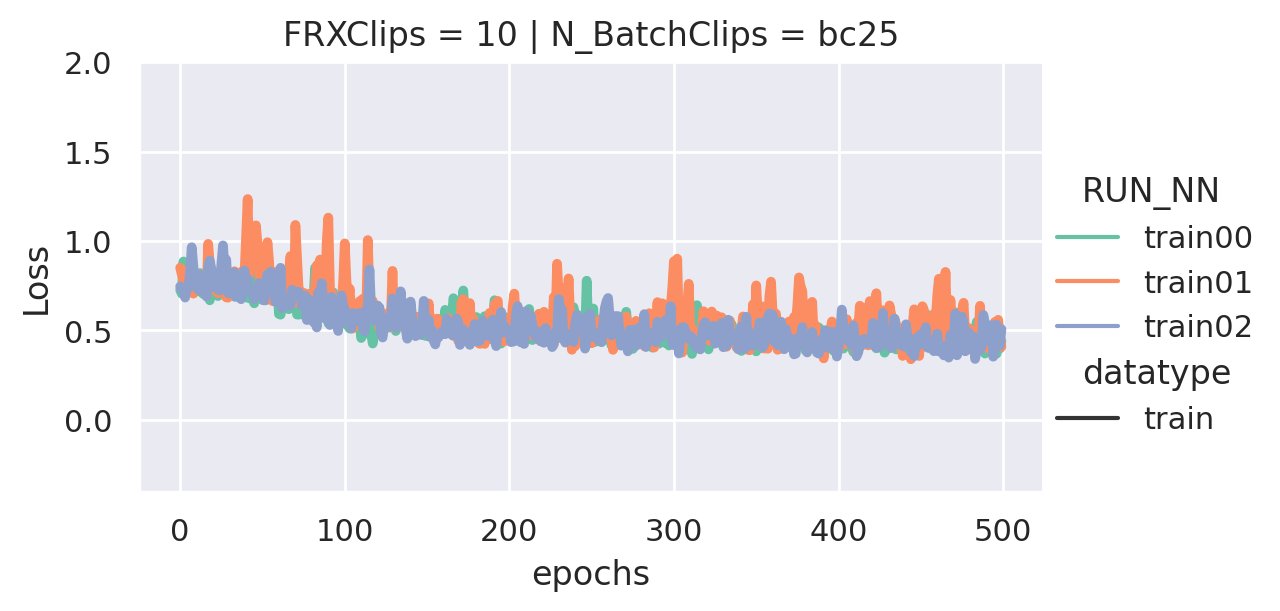 FRXClips = 10 | N_BatchClips = bc25
2.0
1.5
1.0
0.5
0.0
Loss
0 100 200 300 400 500
epochs
RUN_NN
train00
train01
train02
datatype
train